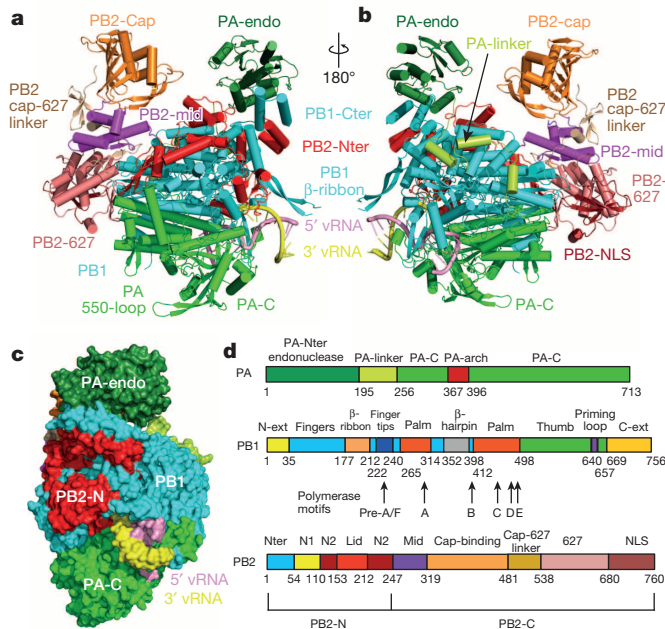 a
PB2-Cap
PA-endo
PB2
cap-627
linker
PB2-mid
PB1-Cter
PB2-Nter
PB1
β-ribbon
PB2-627
PB1
PA
550-loop
PA-C
5′ vRNA
3′ vRNA
180°
b
PA-endo
PA-linker
PB2-cap
PB2
cap-627
linker
PB2-mid
PB2-
627
PB2-NLS
PA-C
c
PA-endo
PB2-N
PB1
PA-C
5′ vRNA
3′ vRNA
d
PA-Nter
endonuclease
PA-linker
PA-C
PA-arch
PA-C
PA
1 195 256 367 396 713
N-ext
Fingers
β-
ribbon
Finger
tips
Palm
β-
hairpin
Palm
Thumb
Priming
loop
C-ext
PB1
1 35 177 212 240 314 352 398 498 640 669 756
222 265 412 657
Polymerase
motifs
Pre-A/F A B C D E
Nter N1 N2 Lid N2 Mid Cap-binding
Cap-627
linker
627 NLS
PB2
1 54 110 153 212 247 319 481 538 680 760
PB2-N PB2-C